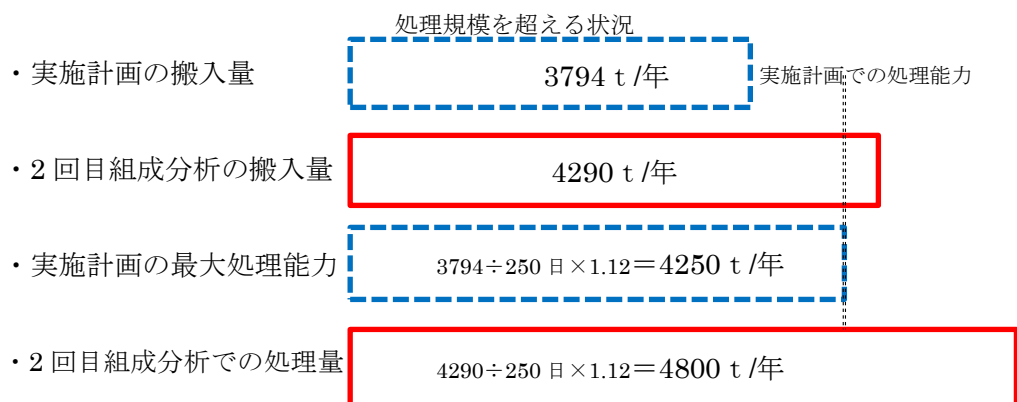 処理規模を超える状況
・実施計画の搬入量 3794ｔ/年 実施計画での処理能力
・2回目組成分析の搬入量 4290ｔ/年
・実施計画の最大処理能力 3794÷250日×1.12＝4250ｔ/年
・2回目組成分析での処理量 4290÷250日×1.12＝4800ｔ/年